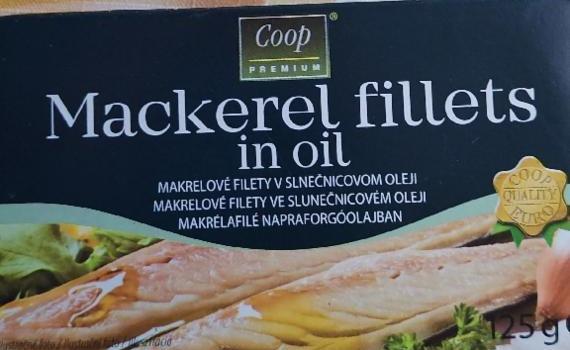 Coop
PREMIUM
Mackerel fillets
in oil
MAKRELOVÉ FILETY V SLNEČNICOVOM OLEJI
MAKRELOVÉ FILETY VE SLUNEČNICOVÉM OLEJI
MAKRÉLAFILÉ NAPRAFORGÓOLAJBAN
COOP
QUALITY
EURO
125 g